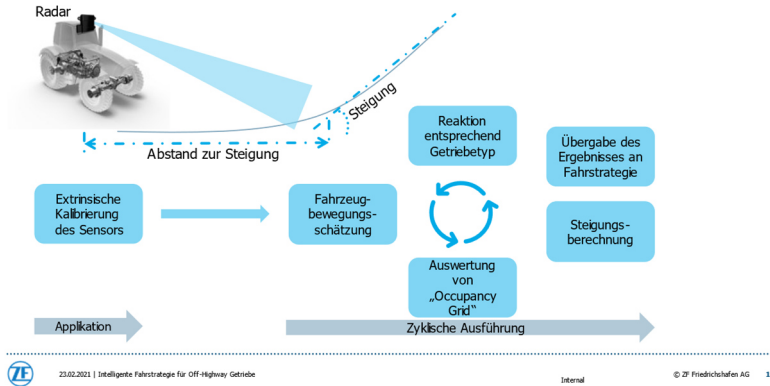 Radar
Steigung
Abstand zur Steigung
Reaktion
entsprechend
Getriebetyp
Übergabe des
Ergebnisses an
Fahrstrategie
Extrinsische
Kalibrierung
des Sensors
Fahrzeug-
bewegungs-
schätzung
Steigungs-
berechnung
Auswertung
von
„Occupancy
Grid“
Applikation
Zyklische Ausführung
ZF
23.02.2021 | Intelligente Fahrstrategie für Off-Highway Getriebe
Internal
© ZF Friedrichshafen AG 1